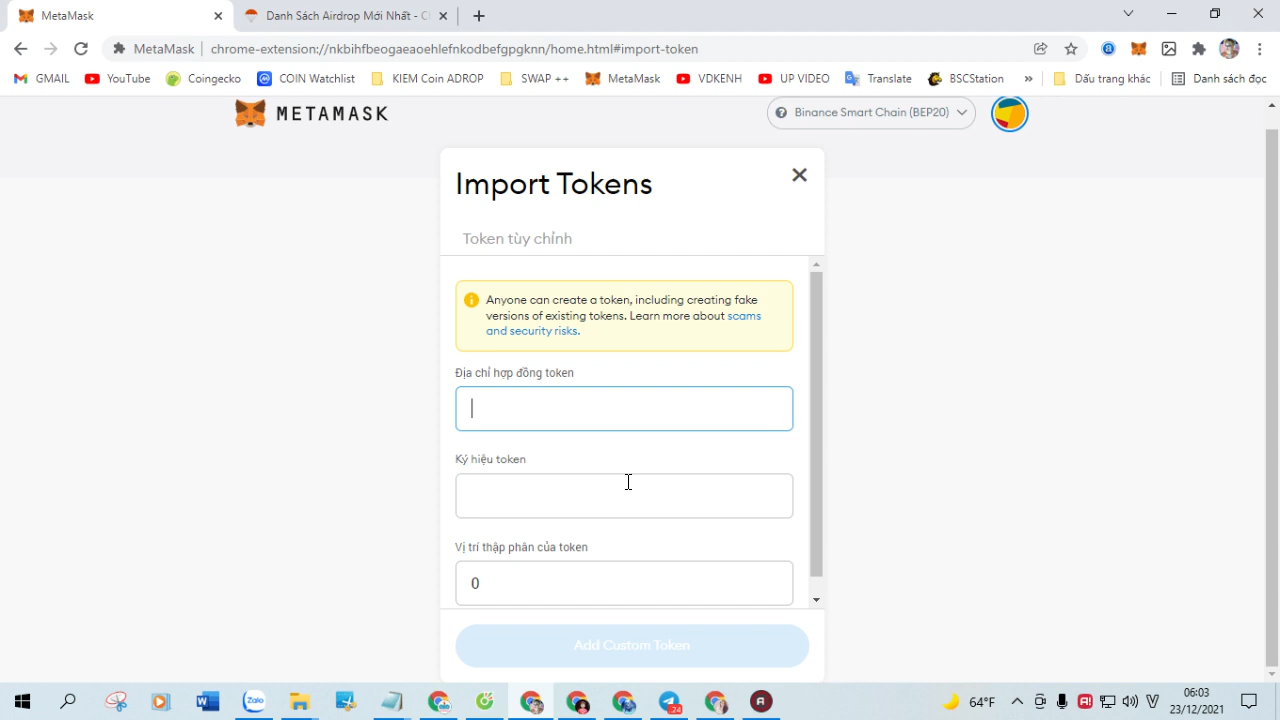 MetaMask
Danh Sách Airdrop Mới Nhất - C
MetaMask
chrome-extension://nkbihfbeogaeaoehlefnkodbefgpgknn/home.html#import-token
GMAIL
YouTube
Coingecko
COIN Watchlist
KIEM Coin ADROP
SWAP ++
MetaMask
VDKENH
UP VIDEO
Translate
BSCStation
»
Dấu trang khác
Danh sách đọc
METAMASK
Binance Smart Chain (BEP20)
Import Tokens
Token tùy chỉnh
Anyone can create a token, including creating fake
versions of existing tokens. Learn more about scams
and security risks.
Địa chỉ hợp đồng token
Ký hiệu token
Vị trí thập phân của token
0
Add Custom Token
Zalo
24
64°F
06:03
23/12/2021